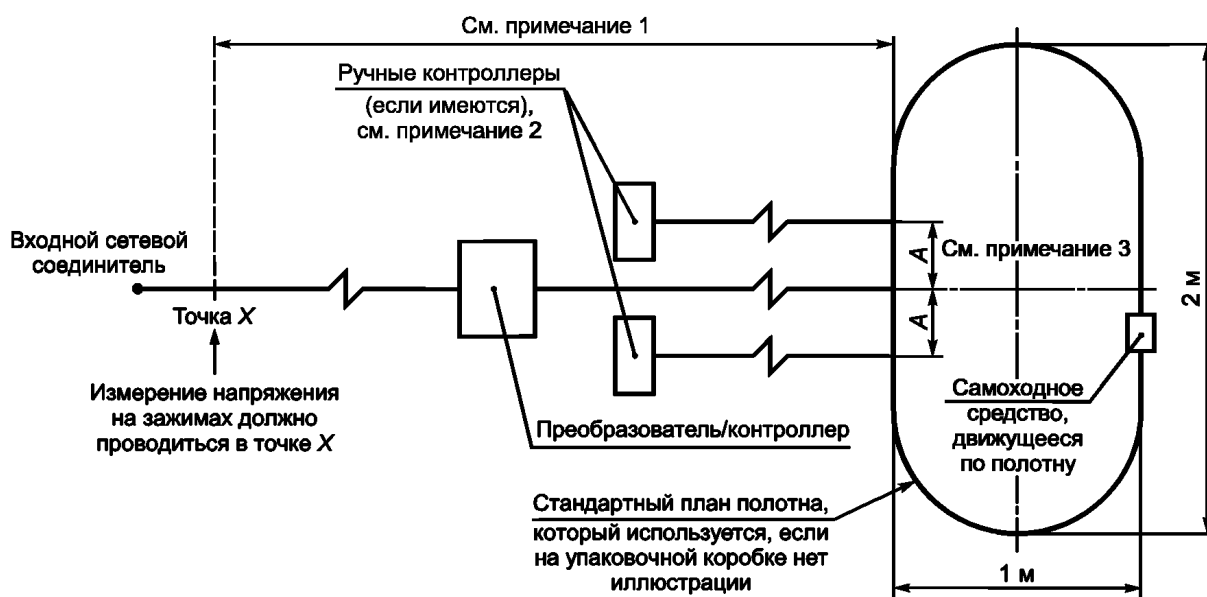 См. примечание 1
Ручные контроллеры
(если имеются),
см. примечание 2
Входной сетевой
соединитель
Точка X
Измерение напряжения
на зажимах должно
проводиться в точке X
Преобразователь/контроллер
A
См. примечание 3
A
2 м
Самоходное
средство,
движущееся
по полотну
Стандартный план полотна,
который используется, если
на упаковочной коробке нет
иллюстрации
1 м